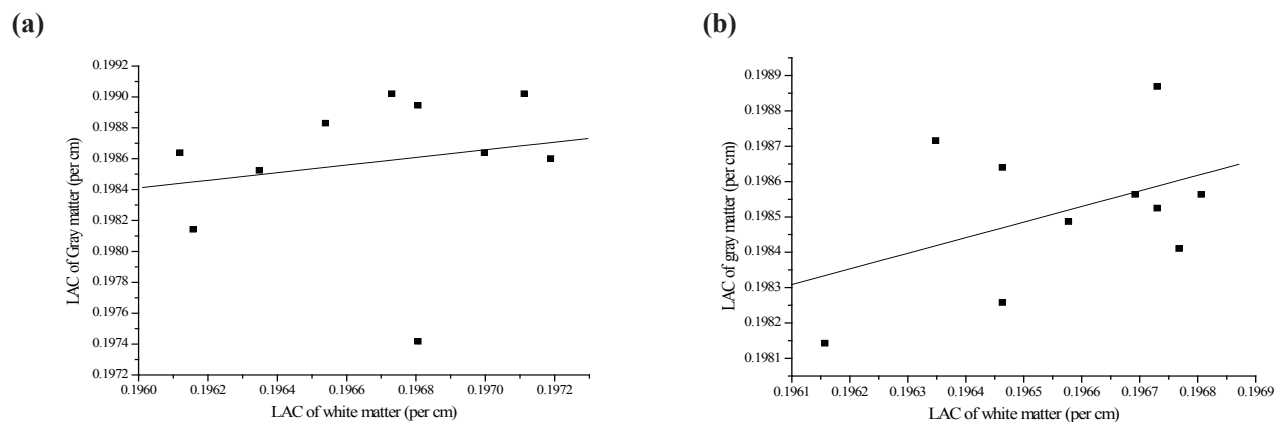 (a)
(b)
0.1992
0.1990
0.1988
0.1986
0.1984
0.1982
0.1980
0.1978
0.1976
0.1974
0.1972
LAC of Gray matter (per cm)
0.1960 0.1962 0.1964 0.1966 0.1968 0.1970 0.1972
LAC of white matter (per cm)
0.1989
0.1988
0.1987
0.1986
0.1985
0.1984
0.1983
0.1982
0.1981
LAC of gray matter (per cm)
0.1961 0.1962 0.1963 0.1964 0.1965 0.1966 0.1967 0.1968 0.1969
LAC of white matter (per cm)